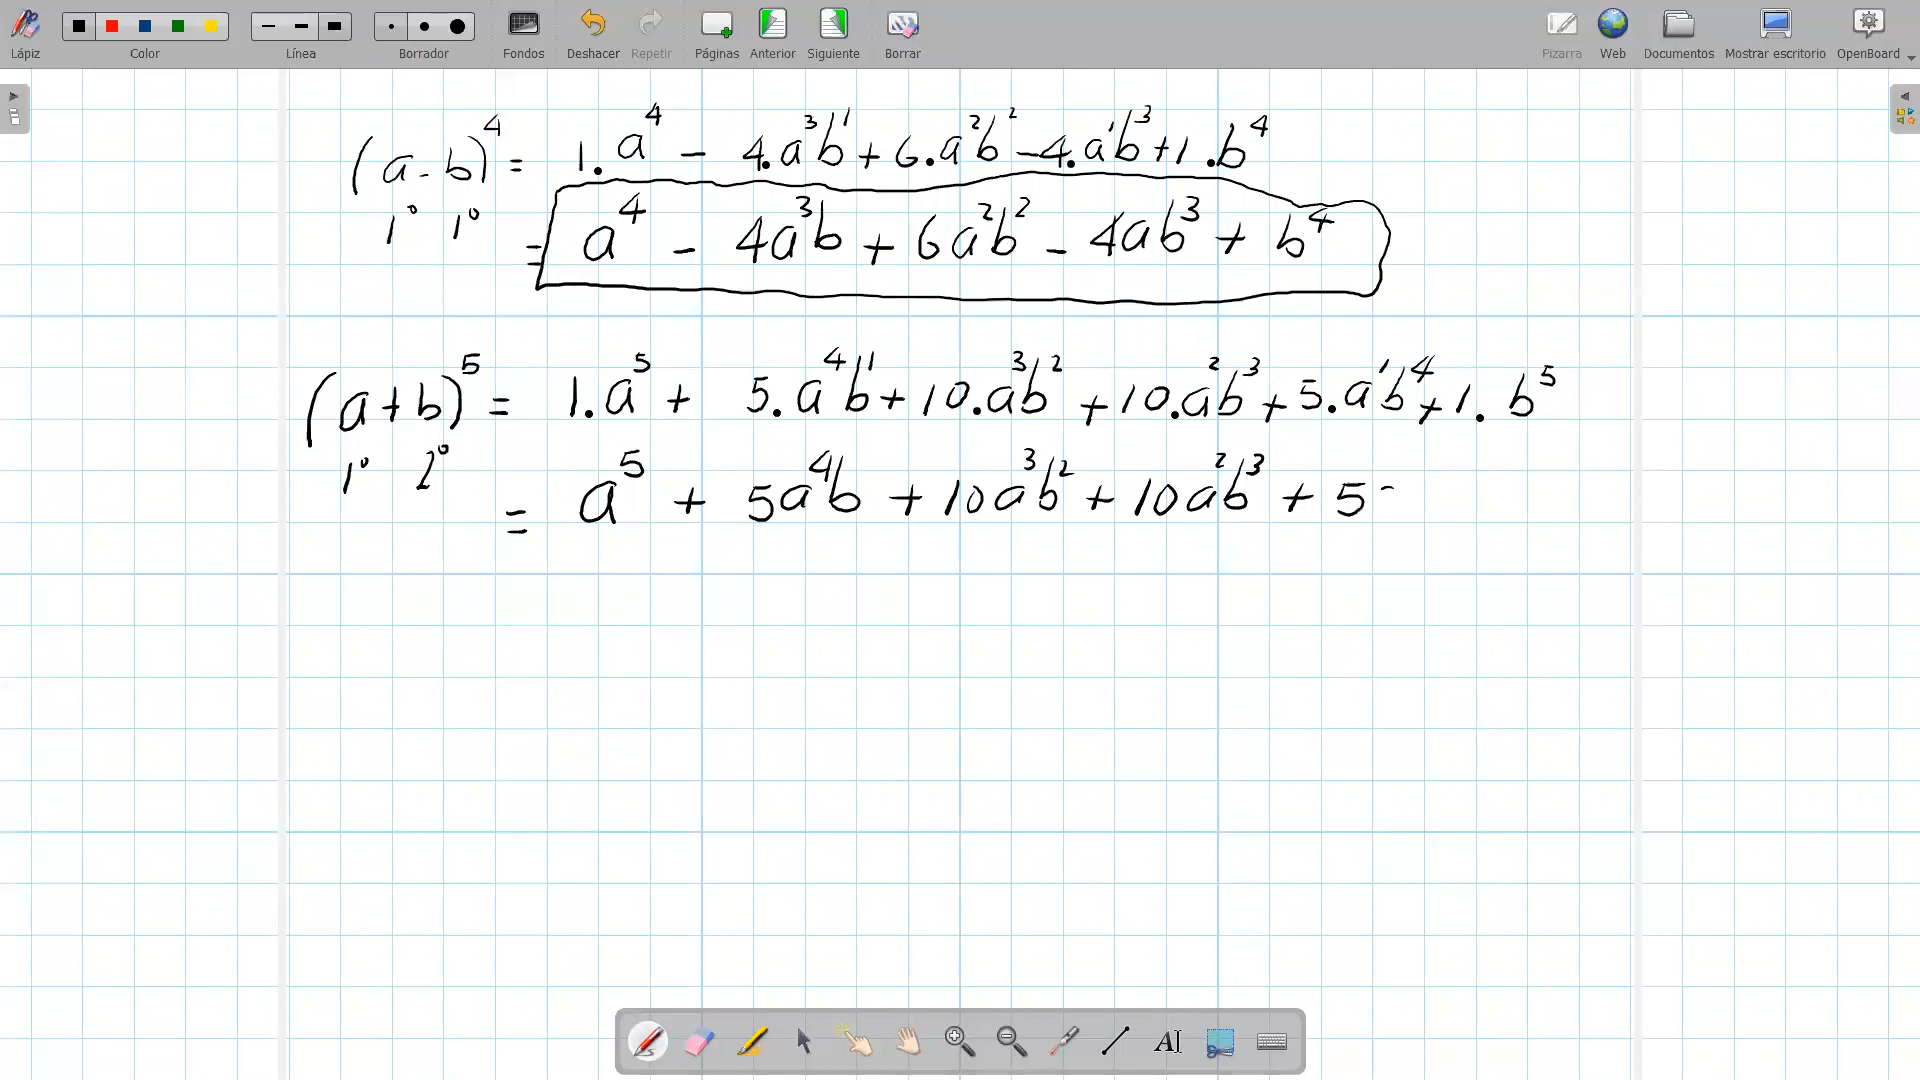 Lápiz Color Línea Borrador Fondos Deshacer Repetir Páginas Anterior Siguiente Borrar Pizarra Web Documentos Mostrar escritorio OpenBoard
(a-b)⁴ = 1.a⁴ - 4.a³b¹ + 6.a²b² - 4.a¹b³ + 1.b⁴
1° 1°
= a⁴ - 4a³b + 6a²b² - 4ab³ + b⁴
(a+b)⁵ = 1.a⁵ + 5.a⁴b¹ + 10.a³b² + 10.a²b³ + 5.a¹b⁴ + 1.b⁵
1° 2°
= a⁵ + 5a⁴b + 10a³b² + 10a²b³ + 5
AI